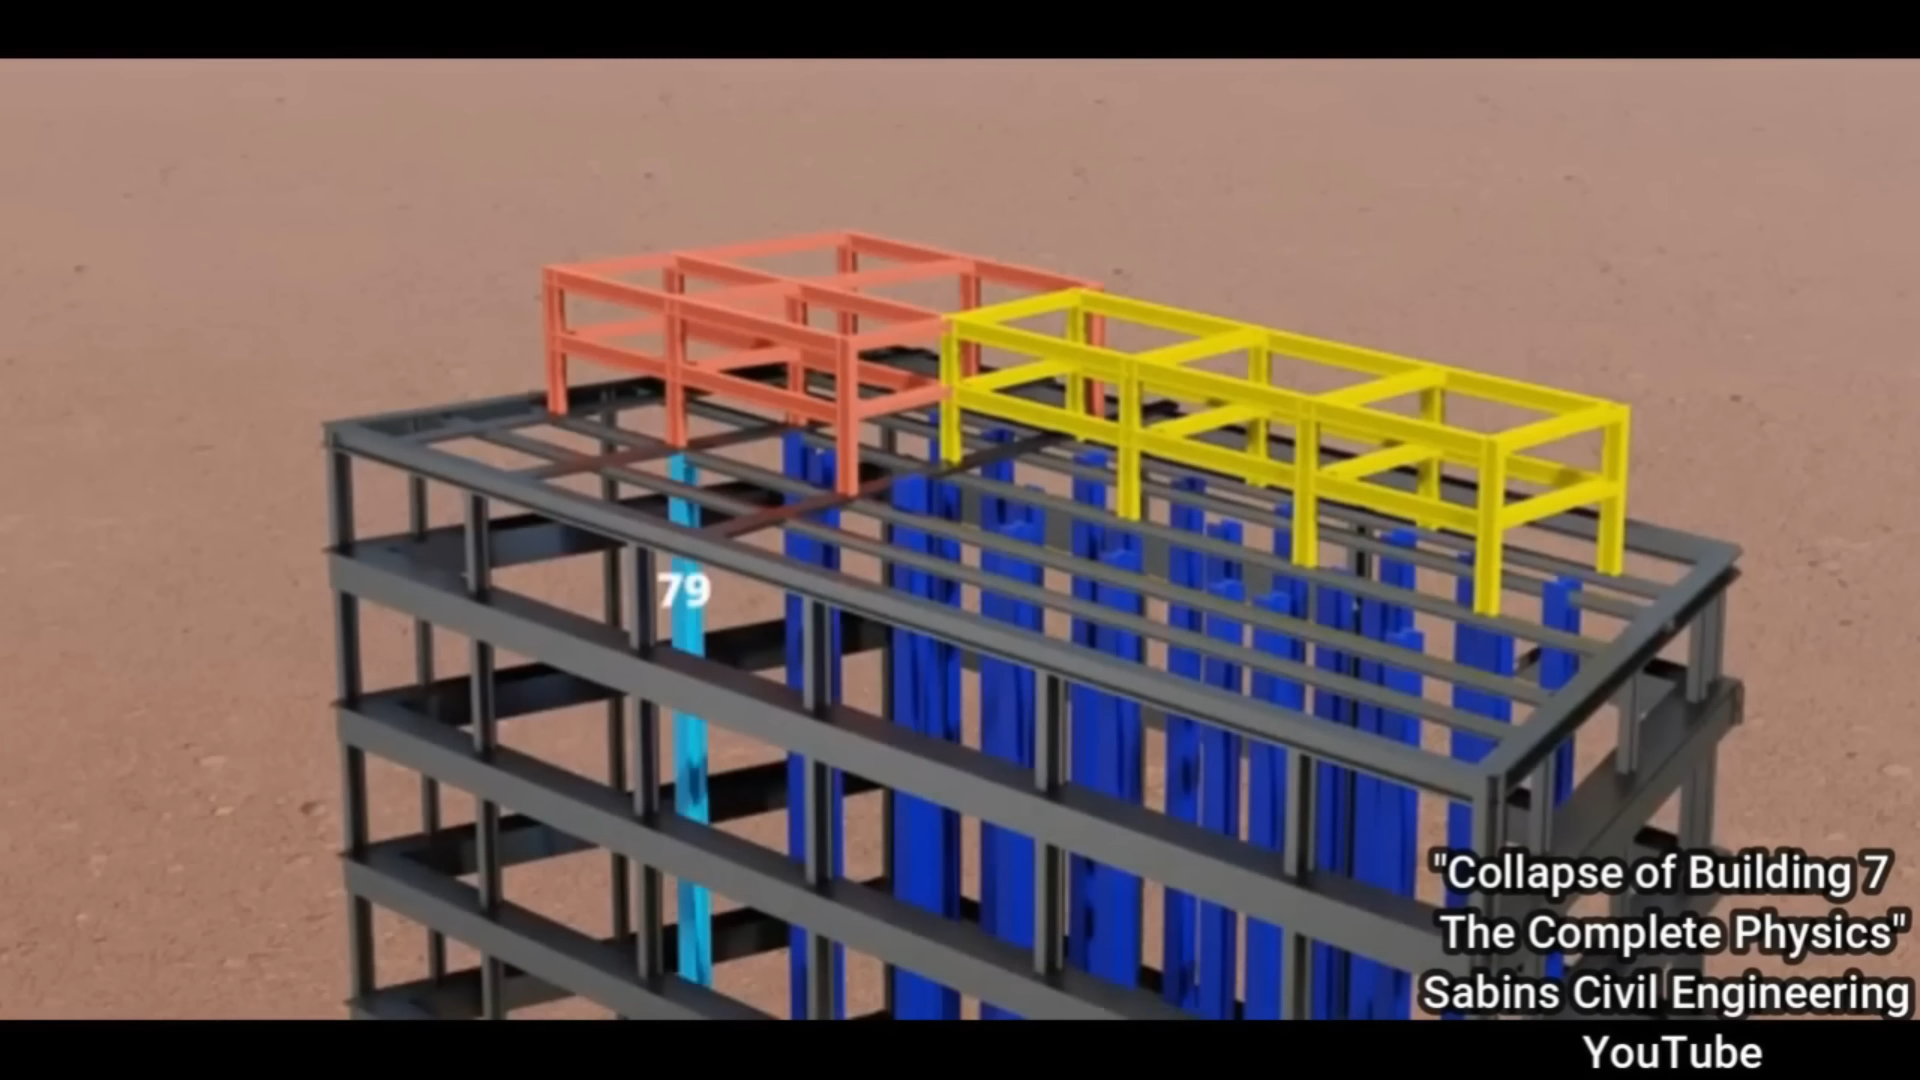 79
"Collapse of Building 7
The Complete Physics"
Sabins Civil Engineering
YouTube